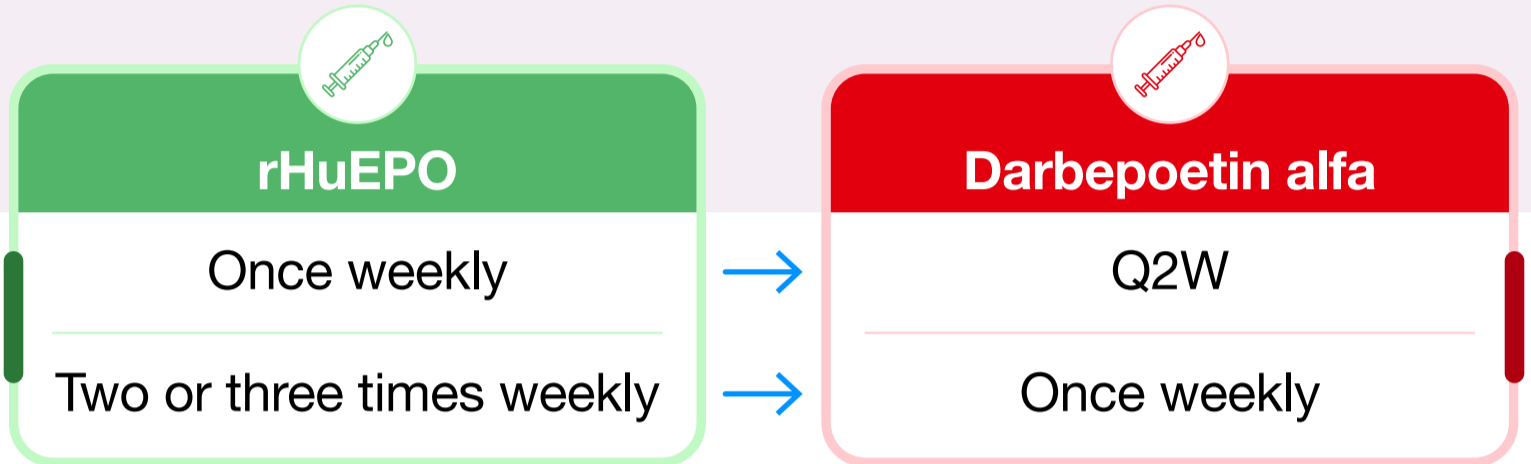 rHuEPO
Darbepoetin alfa
Once weekly
Q2W
Two or three times weekly
Once weekly